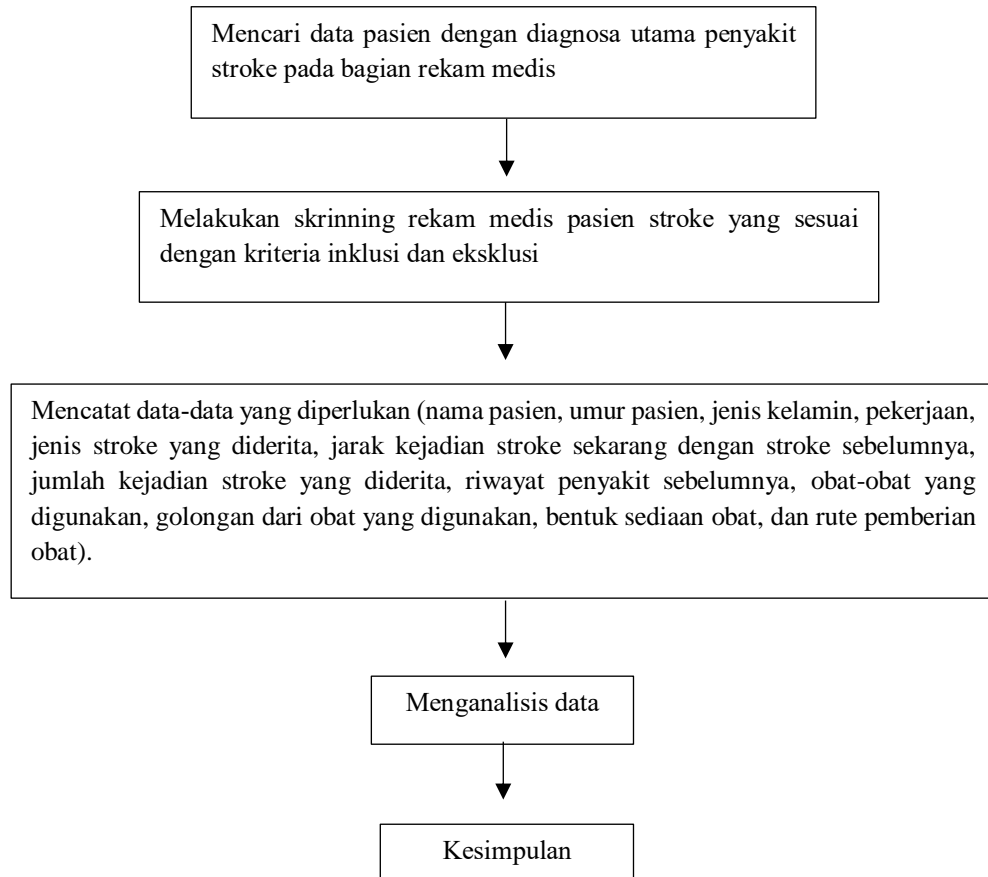 Mencari data pasien dengan diagnosa utama penyakit
stroke pada bagian rekam medis
Melakukan skrinning rekam medis pasien stroke yang sesuai
dengan kriteria inklusi dan eksklusi
Mencatat data-data yang diperlukan (nama pasien, umur pasien, jenis kelamin, pekerjaan,
jenis stroke yang diderita, jarak kejadian stroke sekarang dengan stroke sebelumnya,
jumlah kejadian stroke yang diderita, riwayat penyakit sebelumnya, obat-obat yang
digunakan, golongan dari obat yang digunakan, bentuk sediaan obat, dan rute pemberian
obat).
Menganalisis data
Kesimpulan